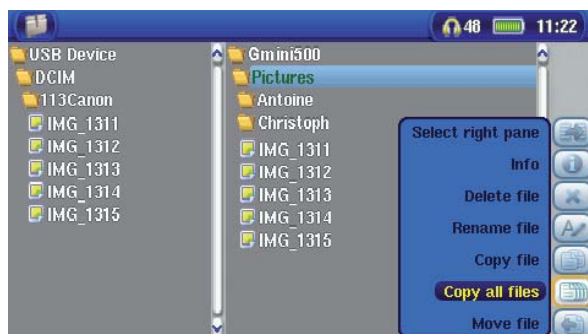 48 11:22
USB Device
DCIM
113Canon
IMG_1311
IMG_1312
IMG_1313
IMG_1314
IMG_1315
Gmini500
Pictures
Antoine
Christoph
IMG_1311
IMG_1312
IMG_1313
IMG_1314
IMG_1315
Select right pane
Info
Delete file
Rename file
Copy file
Copy all files
Move file